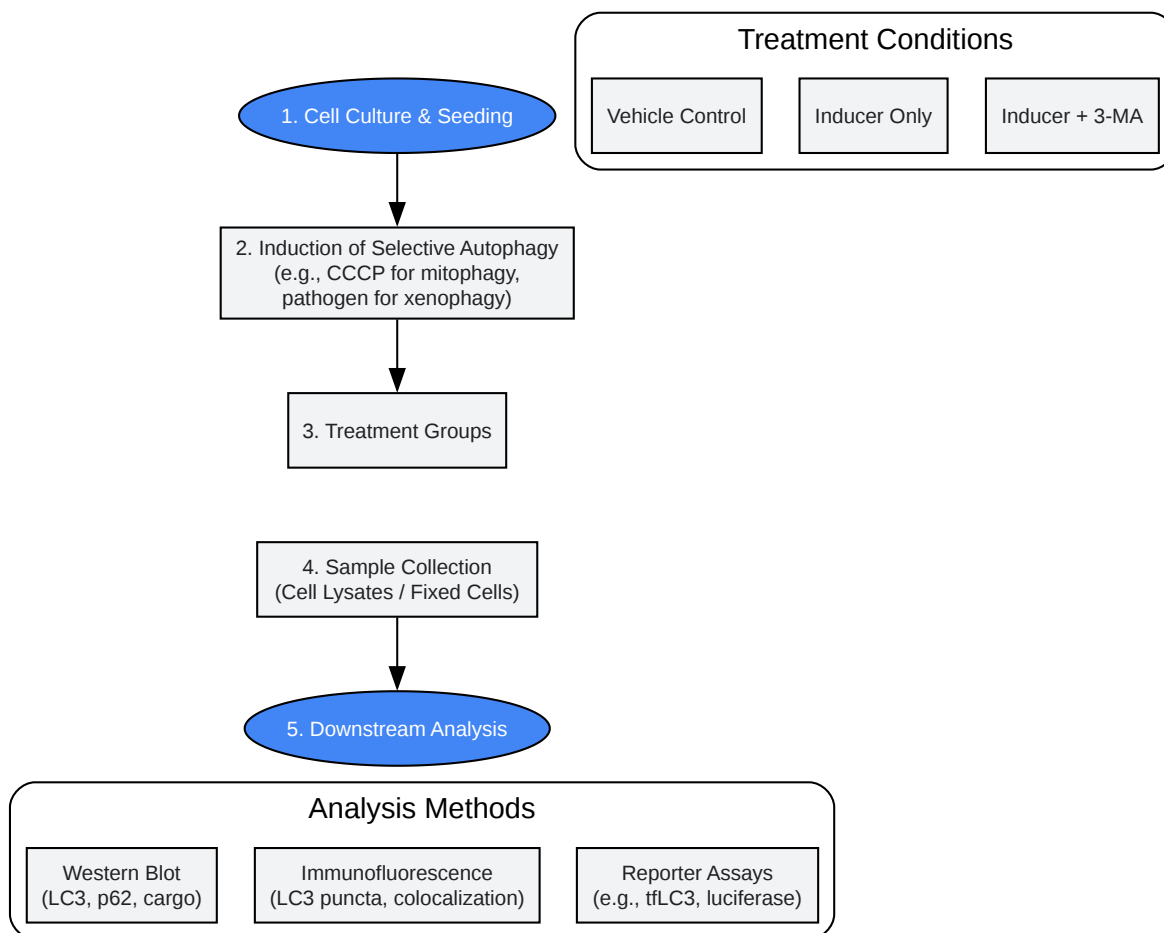 Treatment Conditions
Vehicle Control
Inducer Only
Inducer + 3-MA
1. Cell Culture & Seeding
2. Induction of Selective Autophagy
(e.g., CCCP for mitophagy,
pathogen for xenophagy)
3. Treatment Groups
4. Sample Collection
(Cell Lysates / Fixed Cells)
5. Downstream Analysis
Analysis Methods
Western Blot
(LC3, p62, cargo)
Immunofluorescence
(LC3 puncta, colocalization)
Reporter Assays
(e.g., tfLC3, luciferase)